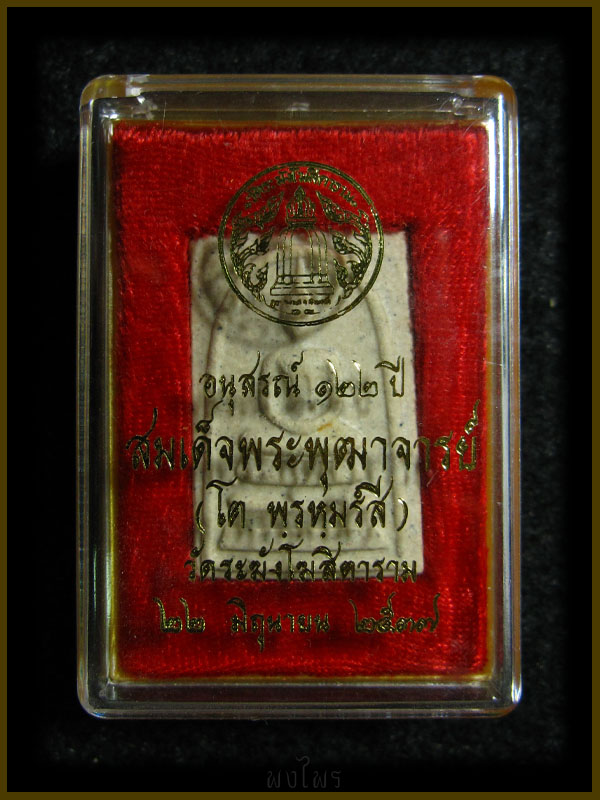 อนุสรณ์ ๑๒๒ ปี
สมเด็จพระพุฒาจารย์
(โต พฺรหฺมรํสี)
วัดระฆังโฆสิตาราม
๒๒ มิถุนายน ๒๕๓๗
พงไพร